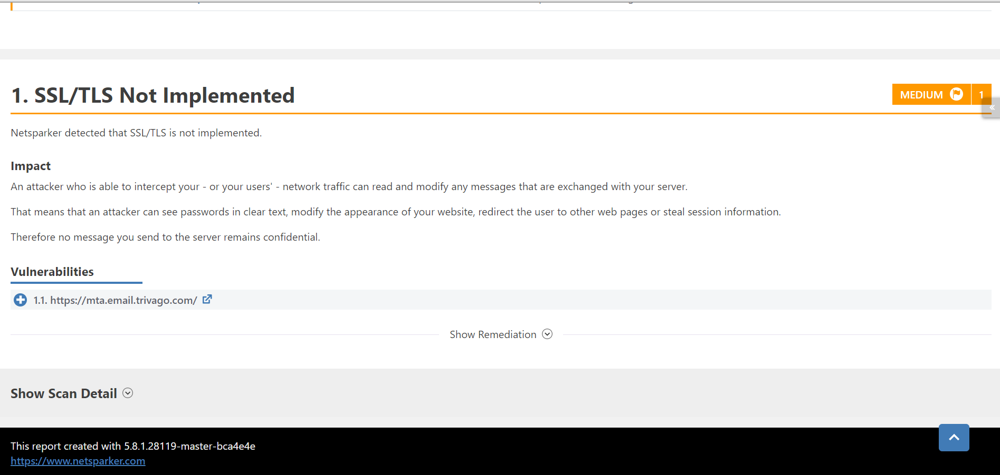 1. SSL/TLS Not Implemented
MEDIUM 1
Netsparker detected that SSL/TLS is not implemented.
Impact
An attacker who is able to intercept your - or your users' - network traffic can read and modify any messages that are exchanged with your server.
That means that an attacker can see passwords in clear text, modify the appearance of your website, redirect the user to other web pages or steal session information.
Therefore no message you send to the server remains confidential.
Vulnerabilities
1.1. https://mta.email.trivago.com/
Show Remediation
Show Scan Detail
This report created with 5.8.1.28119-master-bca4e4e
https://www.netsparker.com